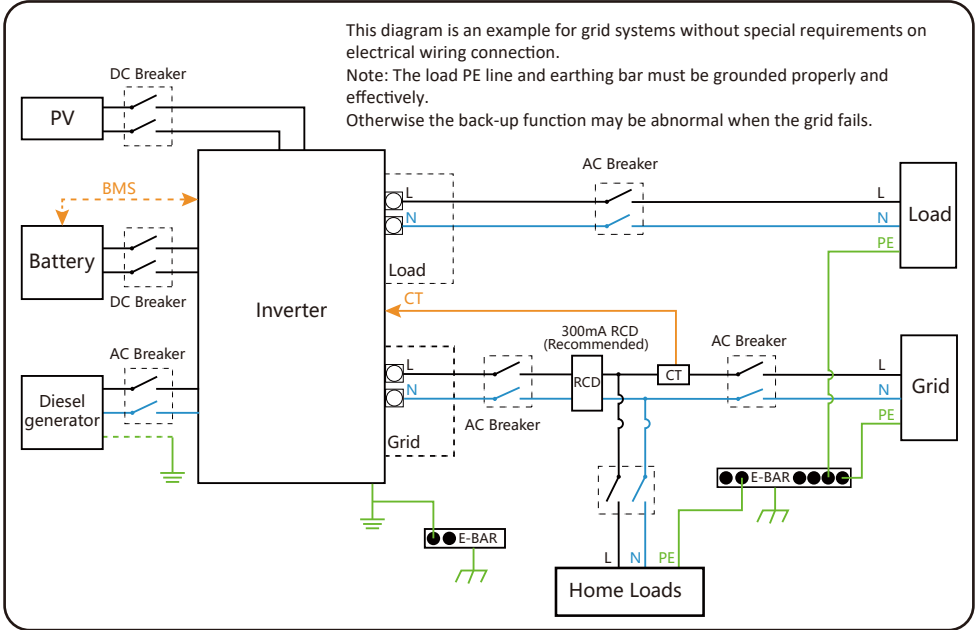 This diagram is an example for grid systems without special requirements on
electrical wiring connection.
Note: The load PE line and earthing bar must be grounded properly and
effectively.
Otherwise the back-up function may be abnormal when the grid fails.
DC Breaker
PV
BMS
Battery
DC Breaker
AC Breaker
Diesel
generator
Inverter
L
N
Load
AC Breaker
L
N
PE
Load
CT
L
N
Grid
AC Breaker
300mA RCD
(Recommended)
RCD
CT
AC Breaker
L
N
PE
Grid
E-BAR
E-BAR
L
N
PE
Home Loads